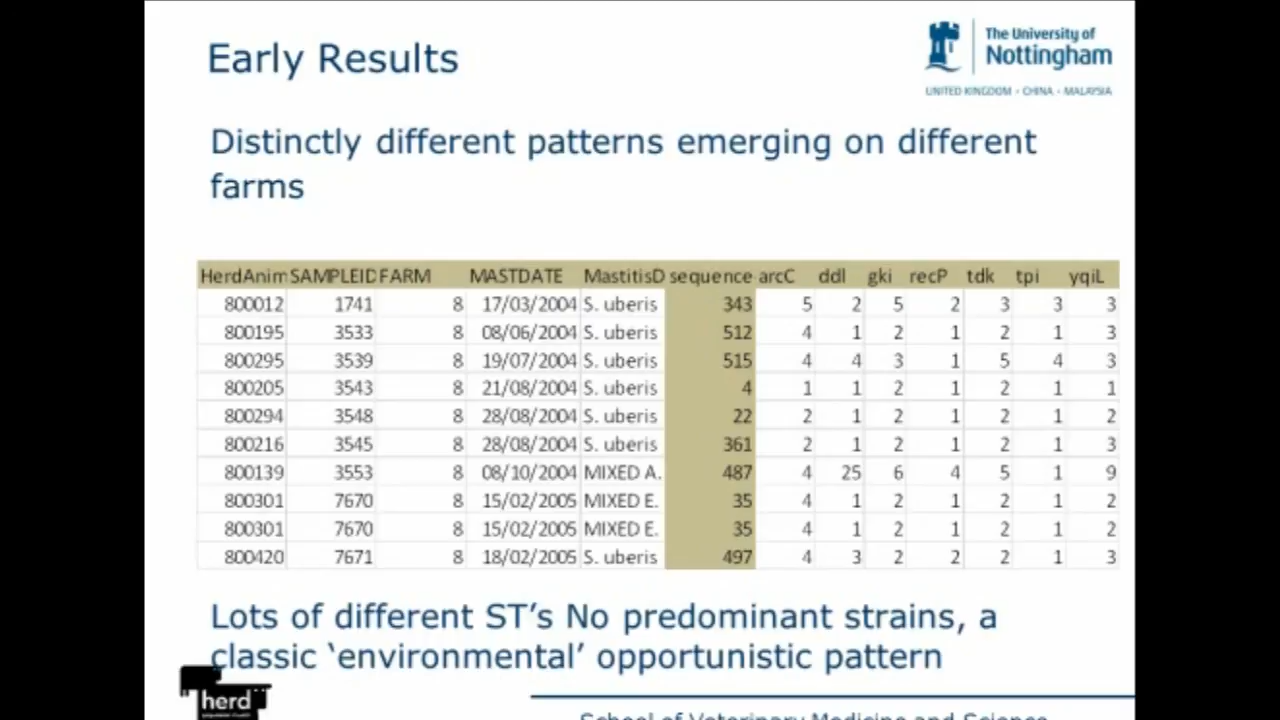 Early Results
The University of
Nottingham
UNITED KINGDOM · CHINA · MALAYSIA
Distinctly different patterns emerging on different
farms
HerdAnim SAMPLEID FARM MASTDATE MastitisD sequence arcC ddl gki recP tdk tpi yqiL
800012 1741 8 17/03/2004 S. uberis 343 5 2 5 2 3 3 3
800195 3533 8 08/06/2004 S. uberis 512 4 1 2 1 2 1 3
800295 3539 8 19/07/2004 S. uberis 515 4 4 3 1 5 4 3
800205 3543 8 21/08/2004 S. uberis 4 1 1 2 1 2 1 1
800294 3548 8 28/08/2004 S. uberis 22 2 1 2 1 2 1 2
800216 3545 8 28/08/2004 S. uberis 361 2 1 2 1 2 1 3
800139 3553 8 08/10/2004 MIXED A. 487 4 25 6 4 5 1 9
800301 7670 8 15/02/2005 MIXED E. 35 4 1 2 1 2 1 2
800301 7670 8 15/02/2005 MIXED E. 35 4 1 2 1 2 1 2
800420 7671 8 18/02/2005 S. uberis 497 4 3 2 2 2 1 3
Lots of different ST’s No predominant strains, a
classic ‘environmental’ opportunistic pattern
"herd"
School of Veterinary Medicine and Science